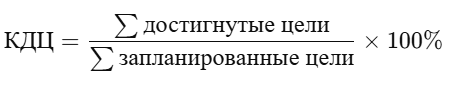 КДЦ = ∑ достигнутые цели / ∑ запланированные цели × 100%